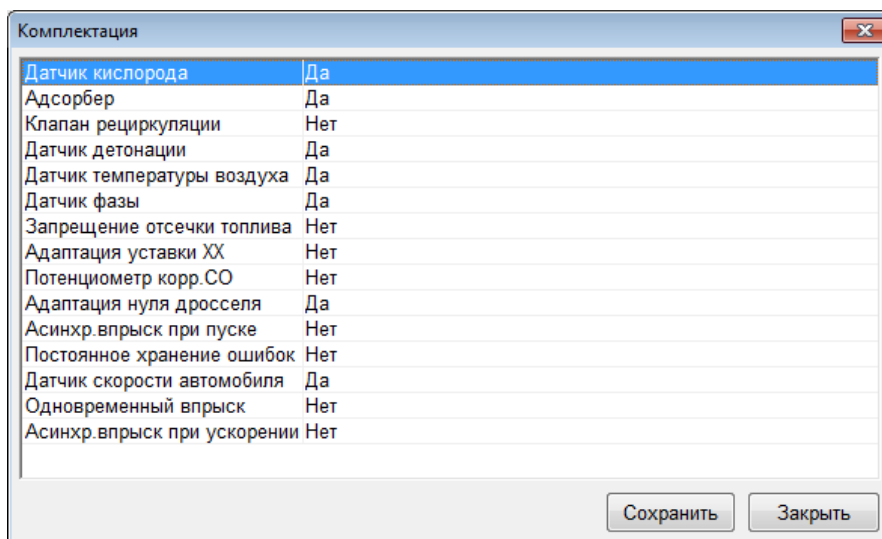 Комплектация
Датчик кислорода Да
Адсорбер Да
Клапан рециркуляции Нет
Датчик детонации Да
Датчик температуры воздуха Да
Датчик фазы Да
Запрещение отсечки топлива Нет
Адаптация уставки ХХ Нет
Потенциометр корр.СО Нет
Адаптация нуля дросселя Да
Асинхр.впрыск при пуске Нет
Постоянное хранение ошибок Нет
Датчик скорости автомобиля Да
Одновременный впрыск Нет
Асинхр.впрыск при ускорении Нет
Сохранить Закрыть